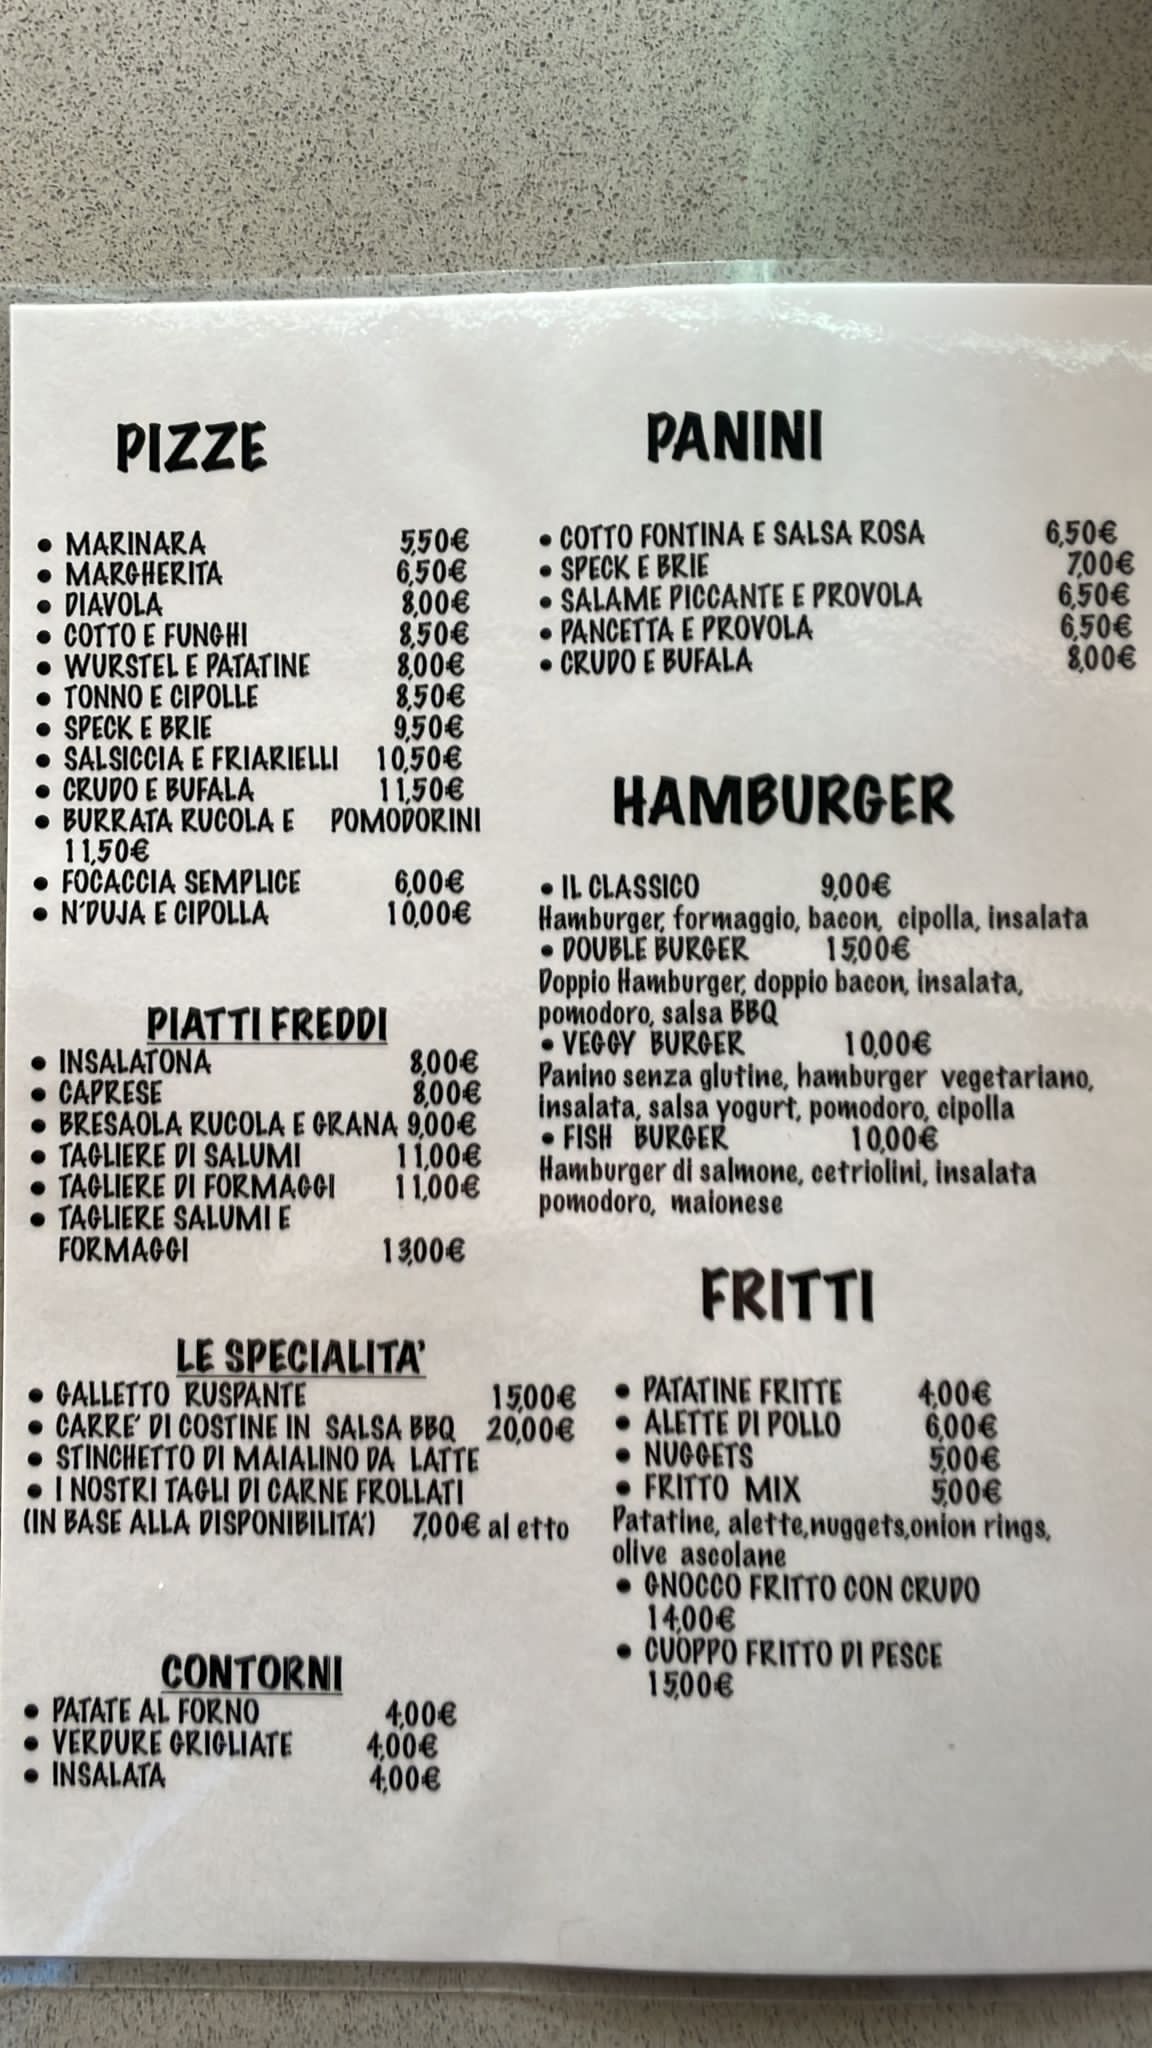 PIZZE
• MARINARA 5,50€
• MARGHERITA 6,50€
• DIAVOLA 8,00€
• COTTO E FUNGHI 8,50€
• WURSTEL E PATATINE 8,00€
• TONNO E CIPOLLE 8,50€
• SPECK E BRIE 9,50€
• SALSICCIA E FRIARIELLI 10,50€
• CRUDO E BUFALA 11,50€
• BURRATA RUCOLA E POMODORINI
11,50€
• FOCACCIA SEMPLICE 6,00€
• N'DUJA E CIPOLLA 10,00€
PIATTI FREDDI
• INSALATONA 8,00€
• CAPRESE 8,00€
• BRESAOLA RUCOLA E GRANA 9,00€
• TAGLIERE DI SALUMI 11,00€
• TAGLIERE DI FORMAGGI 11,00€
• TAGLIERE SALUMI E
FORMAGGI 13,00€
LE SPECIALITA'
• GALLETTO RUSPANTE 15,00€
• CARRE' DI COSTINE IN SALSA BBQ 20,00€
• STINCHETTO DI MAIALINO DA LATTE
• I NOSTRI TAGLI DI CARNE FROLLATI
(IN BASE ALLA DISPONIBILITA') 7,00€ al etto
CONTORNI
• PATATE AL FORNO 4,00€
• VERDURE GRIGLIATE 4,00€
• INSALATA 4,00€
PANINI
• COTTO FONTINA E SALSA ROSA 6,50€
• SPECK E BRIE 7,00€
• SALAME PICCANTE E PROVOLA 6,50€
• PANCETTA E PROVOLA 6,50€
• CRUDO E BUFALA 8,00€
HAMBURGER
• IL CLASSICO 9,00€
Hamburger, formaggio, bacon, cipolla, insalata
• DOUBLE BURGER 15,00€
Doppio Hamburger, doppio bacon, insalata,
pomodoro, salsa BBQ
• VEGGY BURGER 10,00€
Panino senza glutine, hamburger vegetariano,
insalata, salsa yogurt, pomodoro, cipolla
• FISH BURGER 10,00€
Hamburger di salmone, cetriolini, insalata
pomodoro, maionese
FRITTI
• PATATINE FRITTE 4,00€
• ALETTE DI POLLO 6,00€
• NUGGETS 5,00€
• FRITTO MIX 5,00€
Patatine, alette,nuggets,onion rings,
olive ascolane
• GNOCCO FRITTO CON CRUDO
14,00€
• CUOPPO FRITTO DI PESCE
15,00€